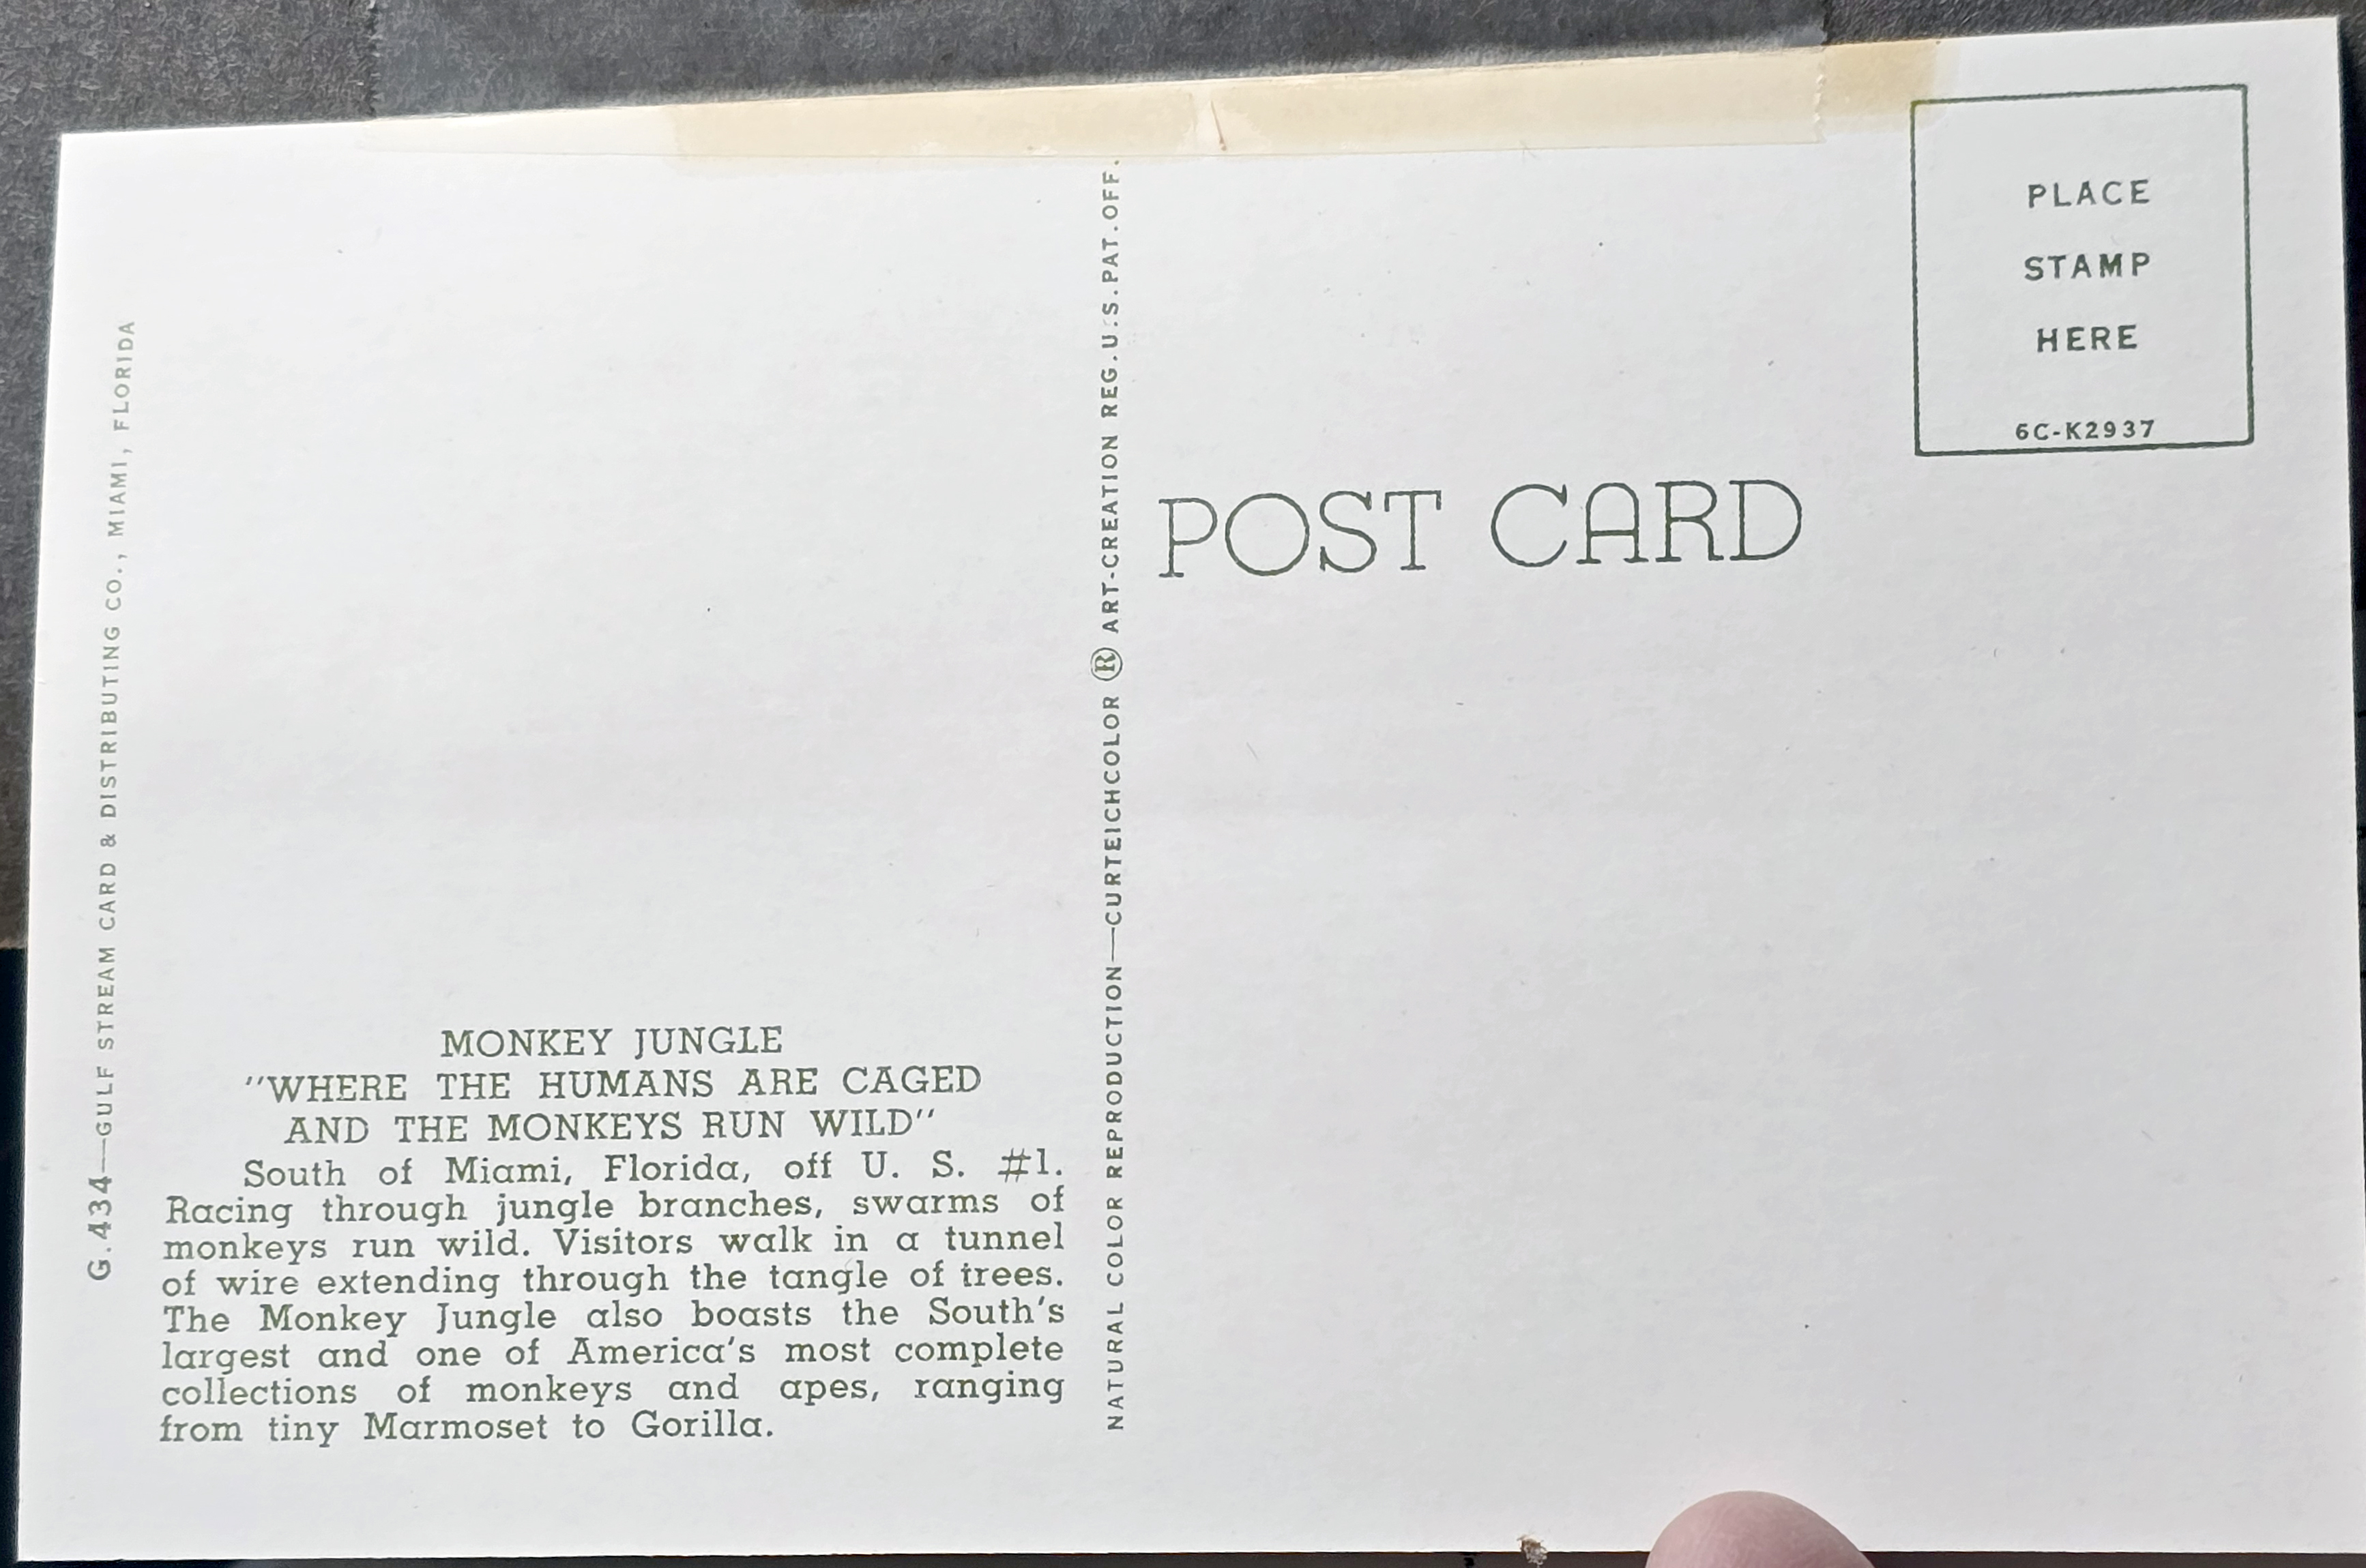 G.434—GULF STREAM CARD & DISTRIBUTING CO., MIAMI, FLORIDA
MONKEY JUNGLE
"WHERE THE HUMANS ARE CAGED
AND THE MONKEYS RUN WILD"
South of Miami, Florida, off U. S. #1.
Racing through jungle branches, swarms of
monkeys run wild. Visitors walk in a tunnel
of wire extending through the tangle of trees.
The Monkey Jungle also boasts the South's
largest and one of America's most complete
collections of monkeys and apes, ranging
from tiny Marmoset to Gorilla.
NATURAL COLOR REPRODUCTION—CURTEICHCOLOR ® ART-CREATION REG.U.S.PAT.OFF.
POST CARD
PLACE
STAMP
HERE
6C-K2937